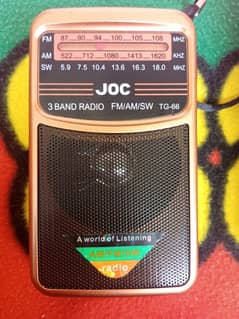 FM 87 90 94 100 105 108 MHZ
AM 522 712 1080 1413 1620 KHZ
SW 5.9 7.5 10.4 13.6 16.3 18.0 MHZ
JOC
3 BAND RADIO FM/AM/SW TG-66
A world of Listening
radio